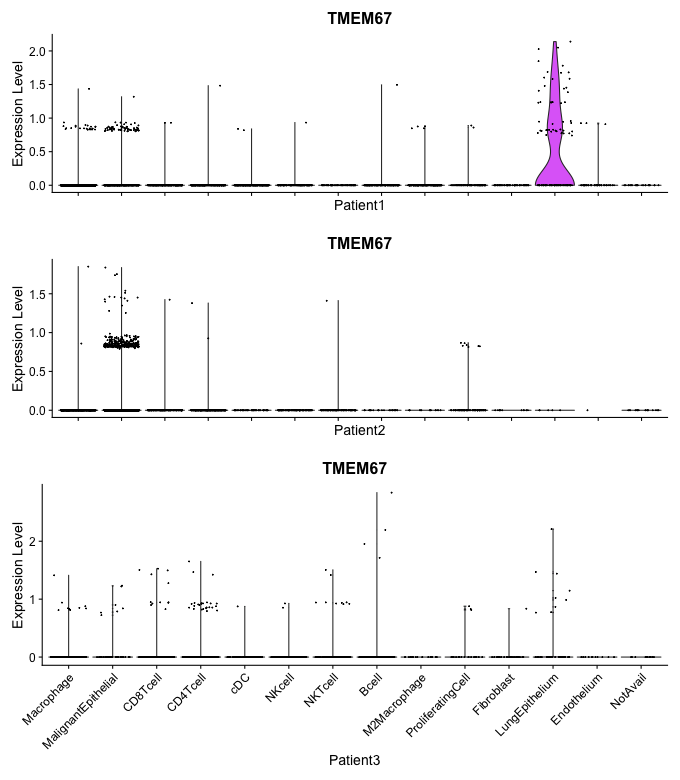 TMEM67
Expression Level
2.0
1.5
1.0
0.5
0.0
Patient1
TMEM67
Expression Level
1.5
1.0
0.5
0.0
Patient2
TMEM67
Expression Level
2
1
0
Macrophage
MalignantEpithelial
CD8Tcell
CD4Tcell
cDC
NKcell
NKTcell
Bcell
M2Macrophage
ProliferatingCell
Fibroblast
LungEpithelium
Endothelium
NotAvail
Patient3